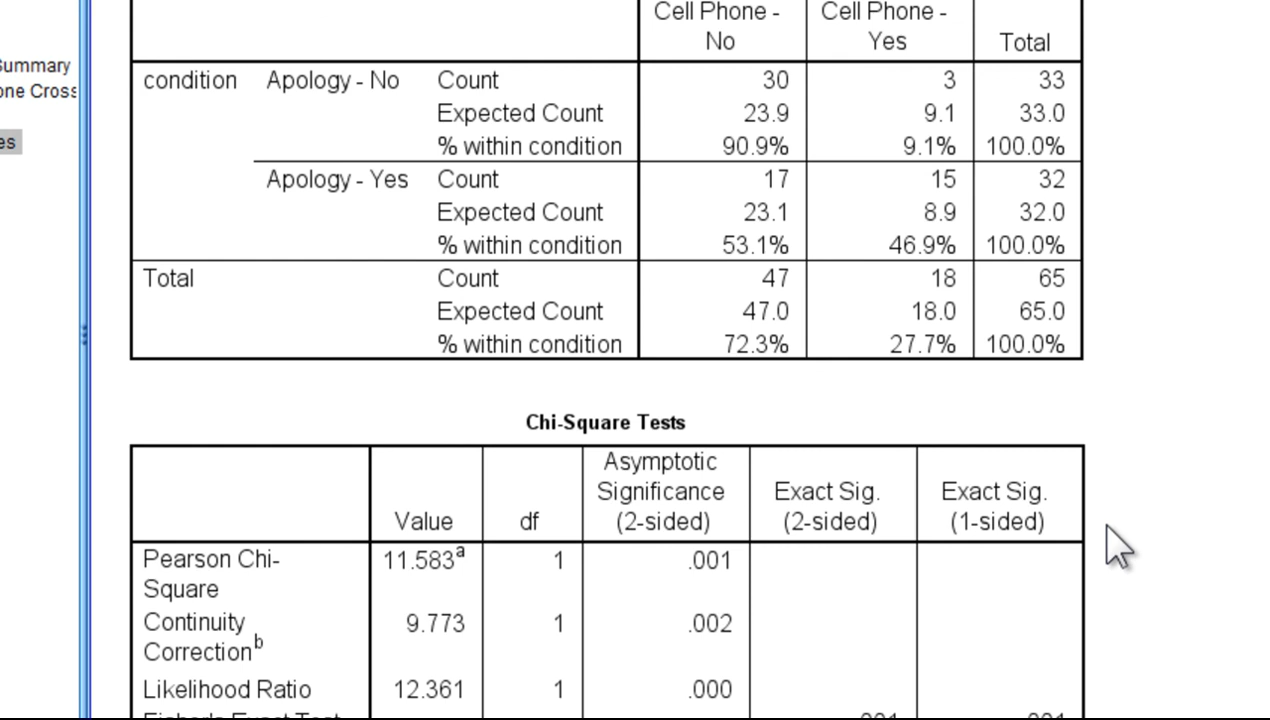 Summary
one Cross
es
Cell Phone - No Cell Phone - Yes Total
condition Apology - No Count 30 3 33
Expected Count 23.9 9.1 33.0
% within condition 90.9% 9.1% 100.0%
Apology - Yes Count 17 15 32
Expected Count 23.1 8.9 32.0
% within condition 53.1% 46.9% 100.0%
Total Count 47 18 65
Expected Count 47.0 18.0 65.0
% within condition 72.3% 27.7% 100.0%
Chi-Square Tests
Value df Asymptotic Significance (2-sided) Exact Sig. (2-sided) Exact Sig. (1-sided)
Pearson Chi-Square 11.583a 1 .001
Continuity Correctionb 9.773 1 .002
Likelihood Ratio 12.361 1 .000
Fisher's Exact Test .001 .001